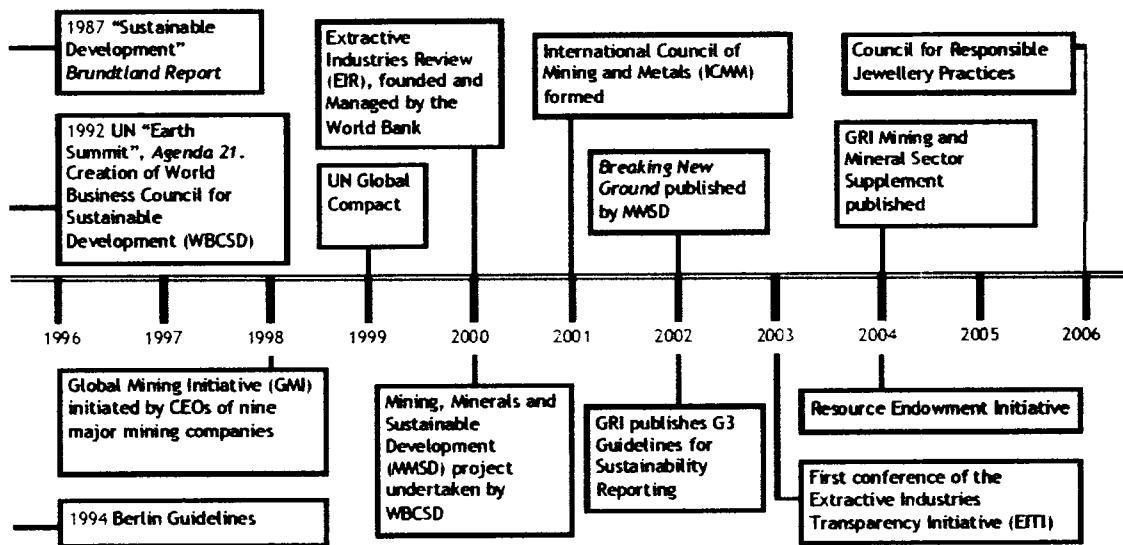 1987 “Sustainable
Development”
Brundtland Report
1992 UN “Earth
Summit”, Agenda 21.
Creation of World
Business Council for
Sustainable
Development (WBCSD)
Extractive
Industries Review
(EIR), founded and
Managed by the
World Bank
UN Global
Compact
International Council of
Mining and Metals (ICMM)
formed
Breaking New
Ground published
by MMSD
Council for Responsible
Jewellery Practices
GRI Mining and
Mineral Sector
Supplement
published
1996
1997
1998
1999
2000
2001
2002
2003
2004
2005
2006
Global Mining Initiative (GMI)
initiated by CEOs of nine
major mining companies
1994 Berlin Guidelines
Mining, Minerals and
Sustainable
Development
(MMSD) project
undertaken by
WBCSD
GRI publishes G3
Guidelines for
Sustainability
Reporting
Resource Endowment Initiative
First conference of the
Extractive Industries
Transparency Initiative (EITI)